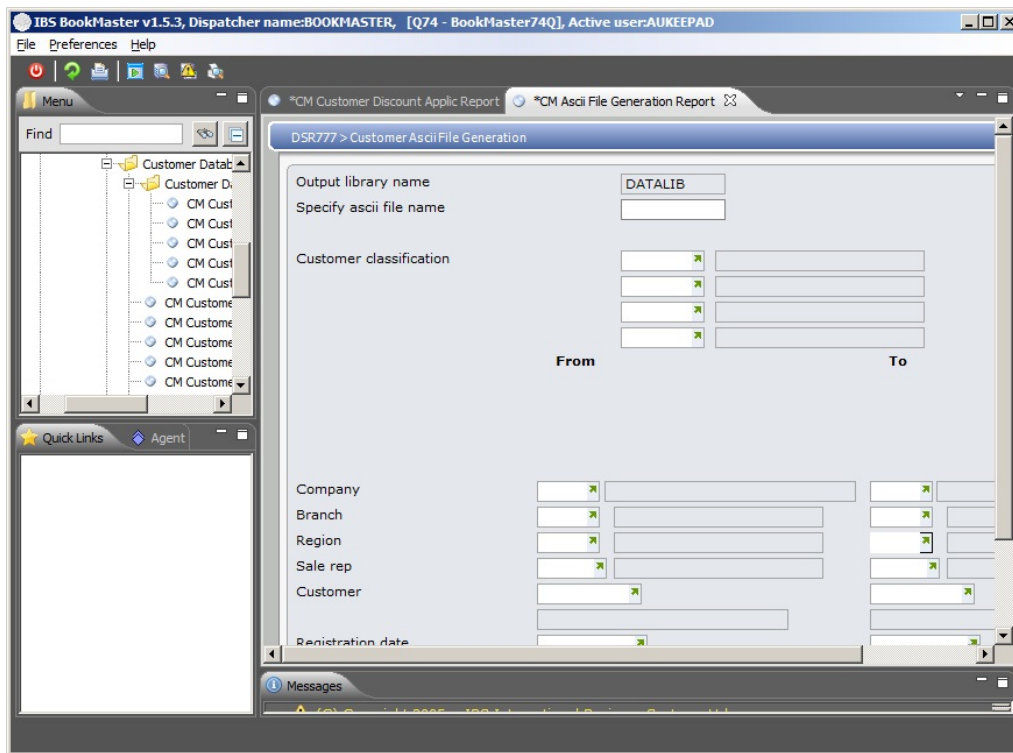 IBS BookMaster v1.5.3, Dispatcher name:BOOKMASTER, [Q74 - BookMaster74Q], Active user:AUKEEPAD
File Preferences Help
Menu
*CM Customer Discount Applic Report
*CM Ascii File Generation Report
Find
DSR777 > Customer Ascii File Generation
Customer Datab
Customer Da
CM Cust
CM Cust
CM Cust
CM Cust
CM Cust
CM Custome
CM Custome
CM Custome
CM Custome
CM Custome
Output library name DATALIB
Specify ascii file name
Customer classification
From To
Quick Links Agent
Company
Branch
Region
Sale rep
Customer
Registration date
Messages